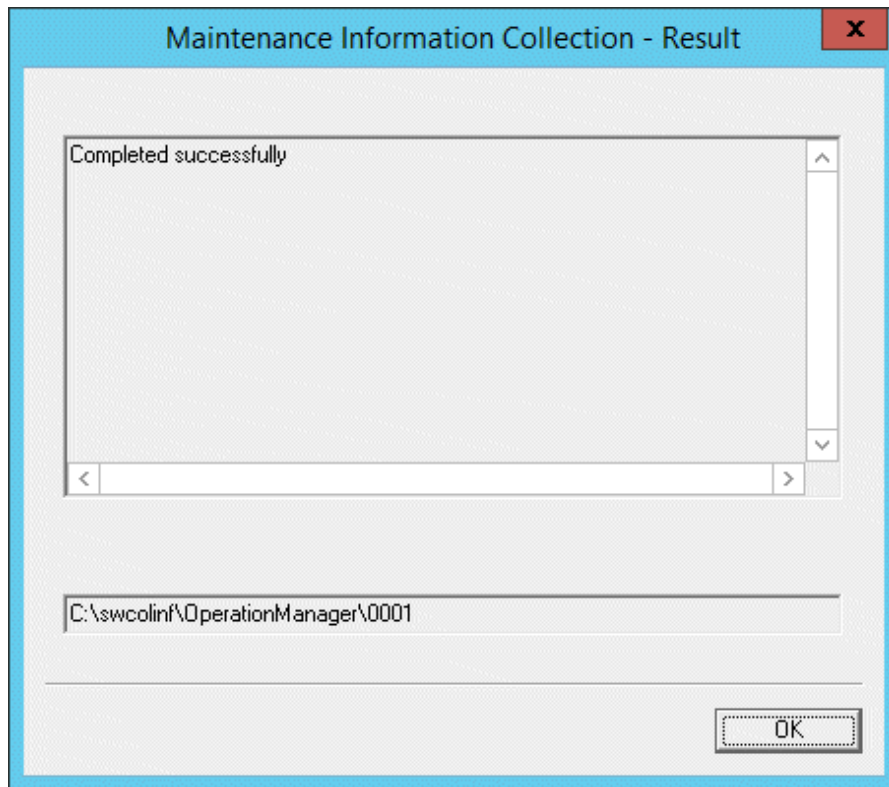 Maintenance Information Collection - Result
x
Completed successfully
C:\swcolinf\OperationManager\0001
OK